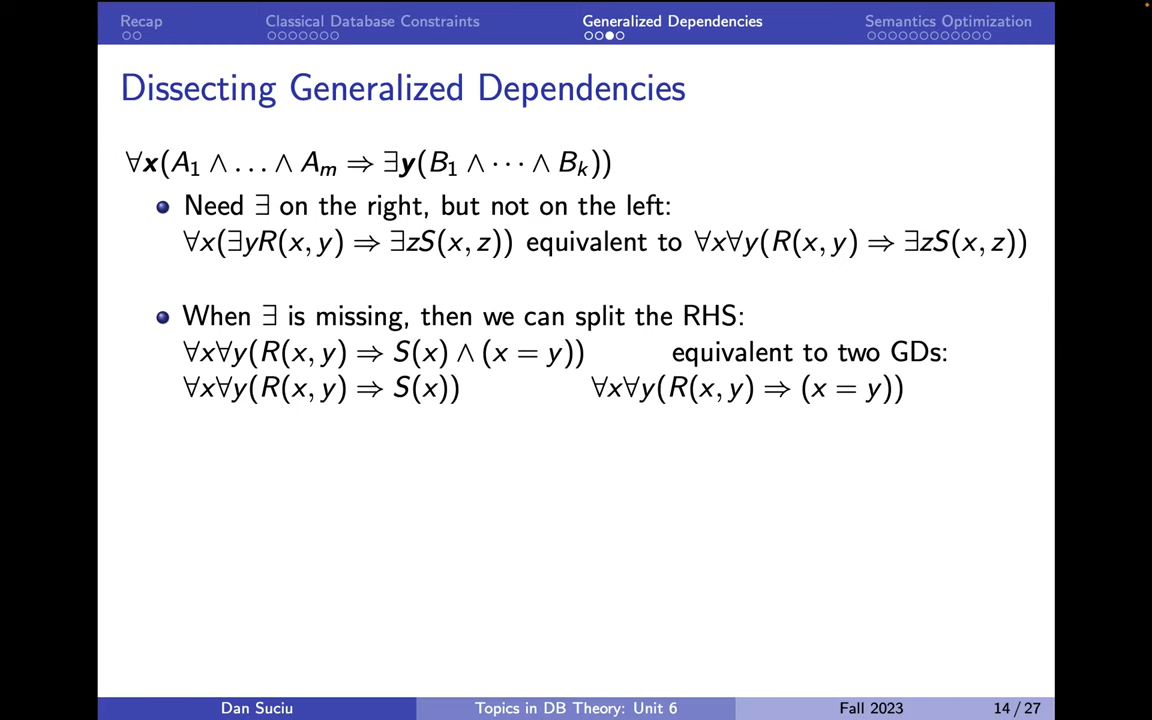 Recap Classical Database Constraints Generalized Dependencies Semantics Optimization
Dissecting Generalized Dependencies
∀x(A₁ ∧ … ∧ Aₘ ⇒ ∃y(B₁ ∧ ⋯ ∧ Bₖ))
Need ∃ on the right, but not on the left:
∀x(∃yR(x, y) ⇒ ∃zS(x, z)) equivalent to ∀x∀y(R(x, y) ⇒ ∃zS(x, z))
When ∃ is missing, then we can split the RHS:
∀x∀y(R(x, y) ⇒ S(x) ∧ (x = y)) equivalent to two GDs:
∀x∀y(R(x, y) ⇒ S(x)) ∀x∀y(R(x, y) ⇒ (x = y))
Dan Suciu Topics in DB Theory: Unit 6 Fall 2023 14 / 27